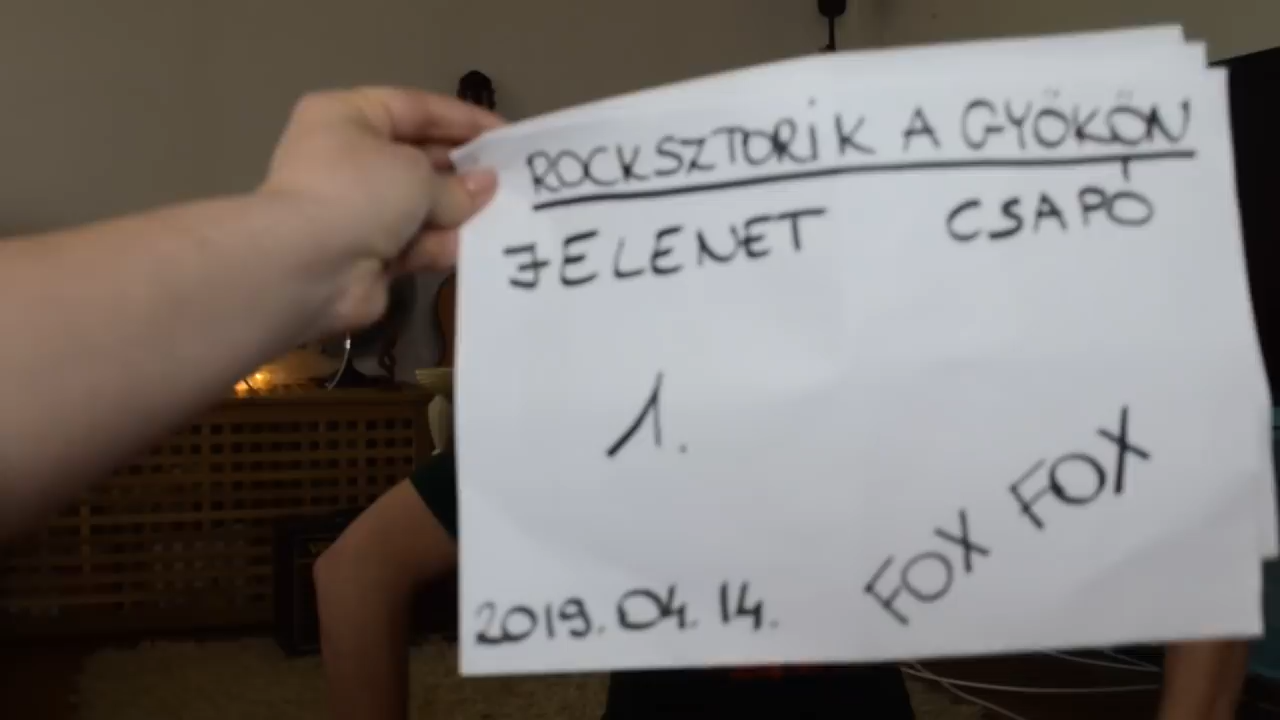 ROCKSZTORIK A GYÖKÖN
JELENET CSAPÓ
1.
FOX FOX
2019.04.14.